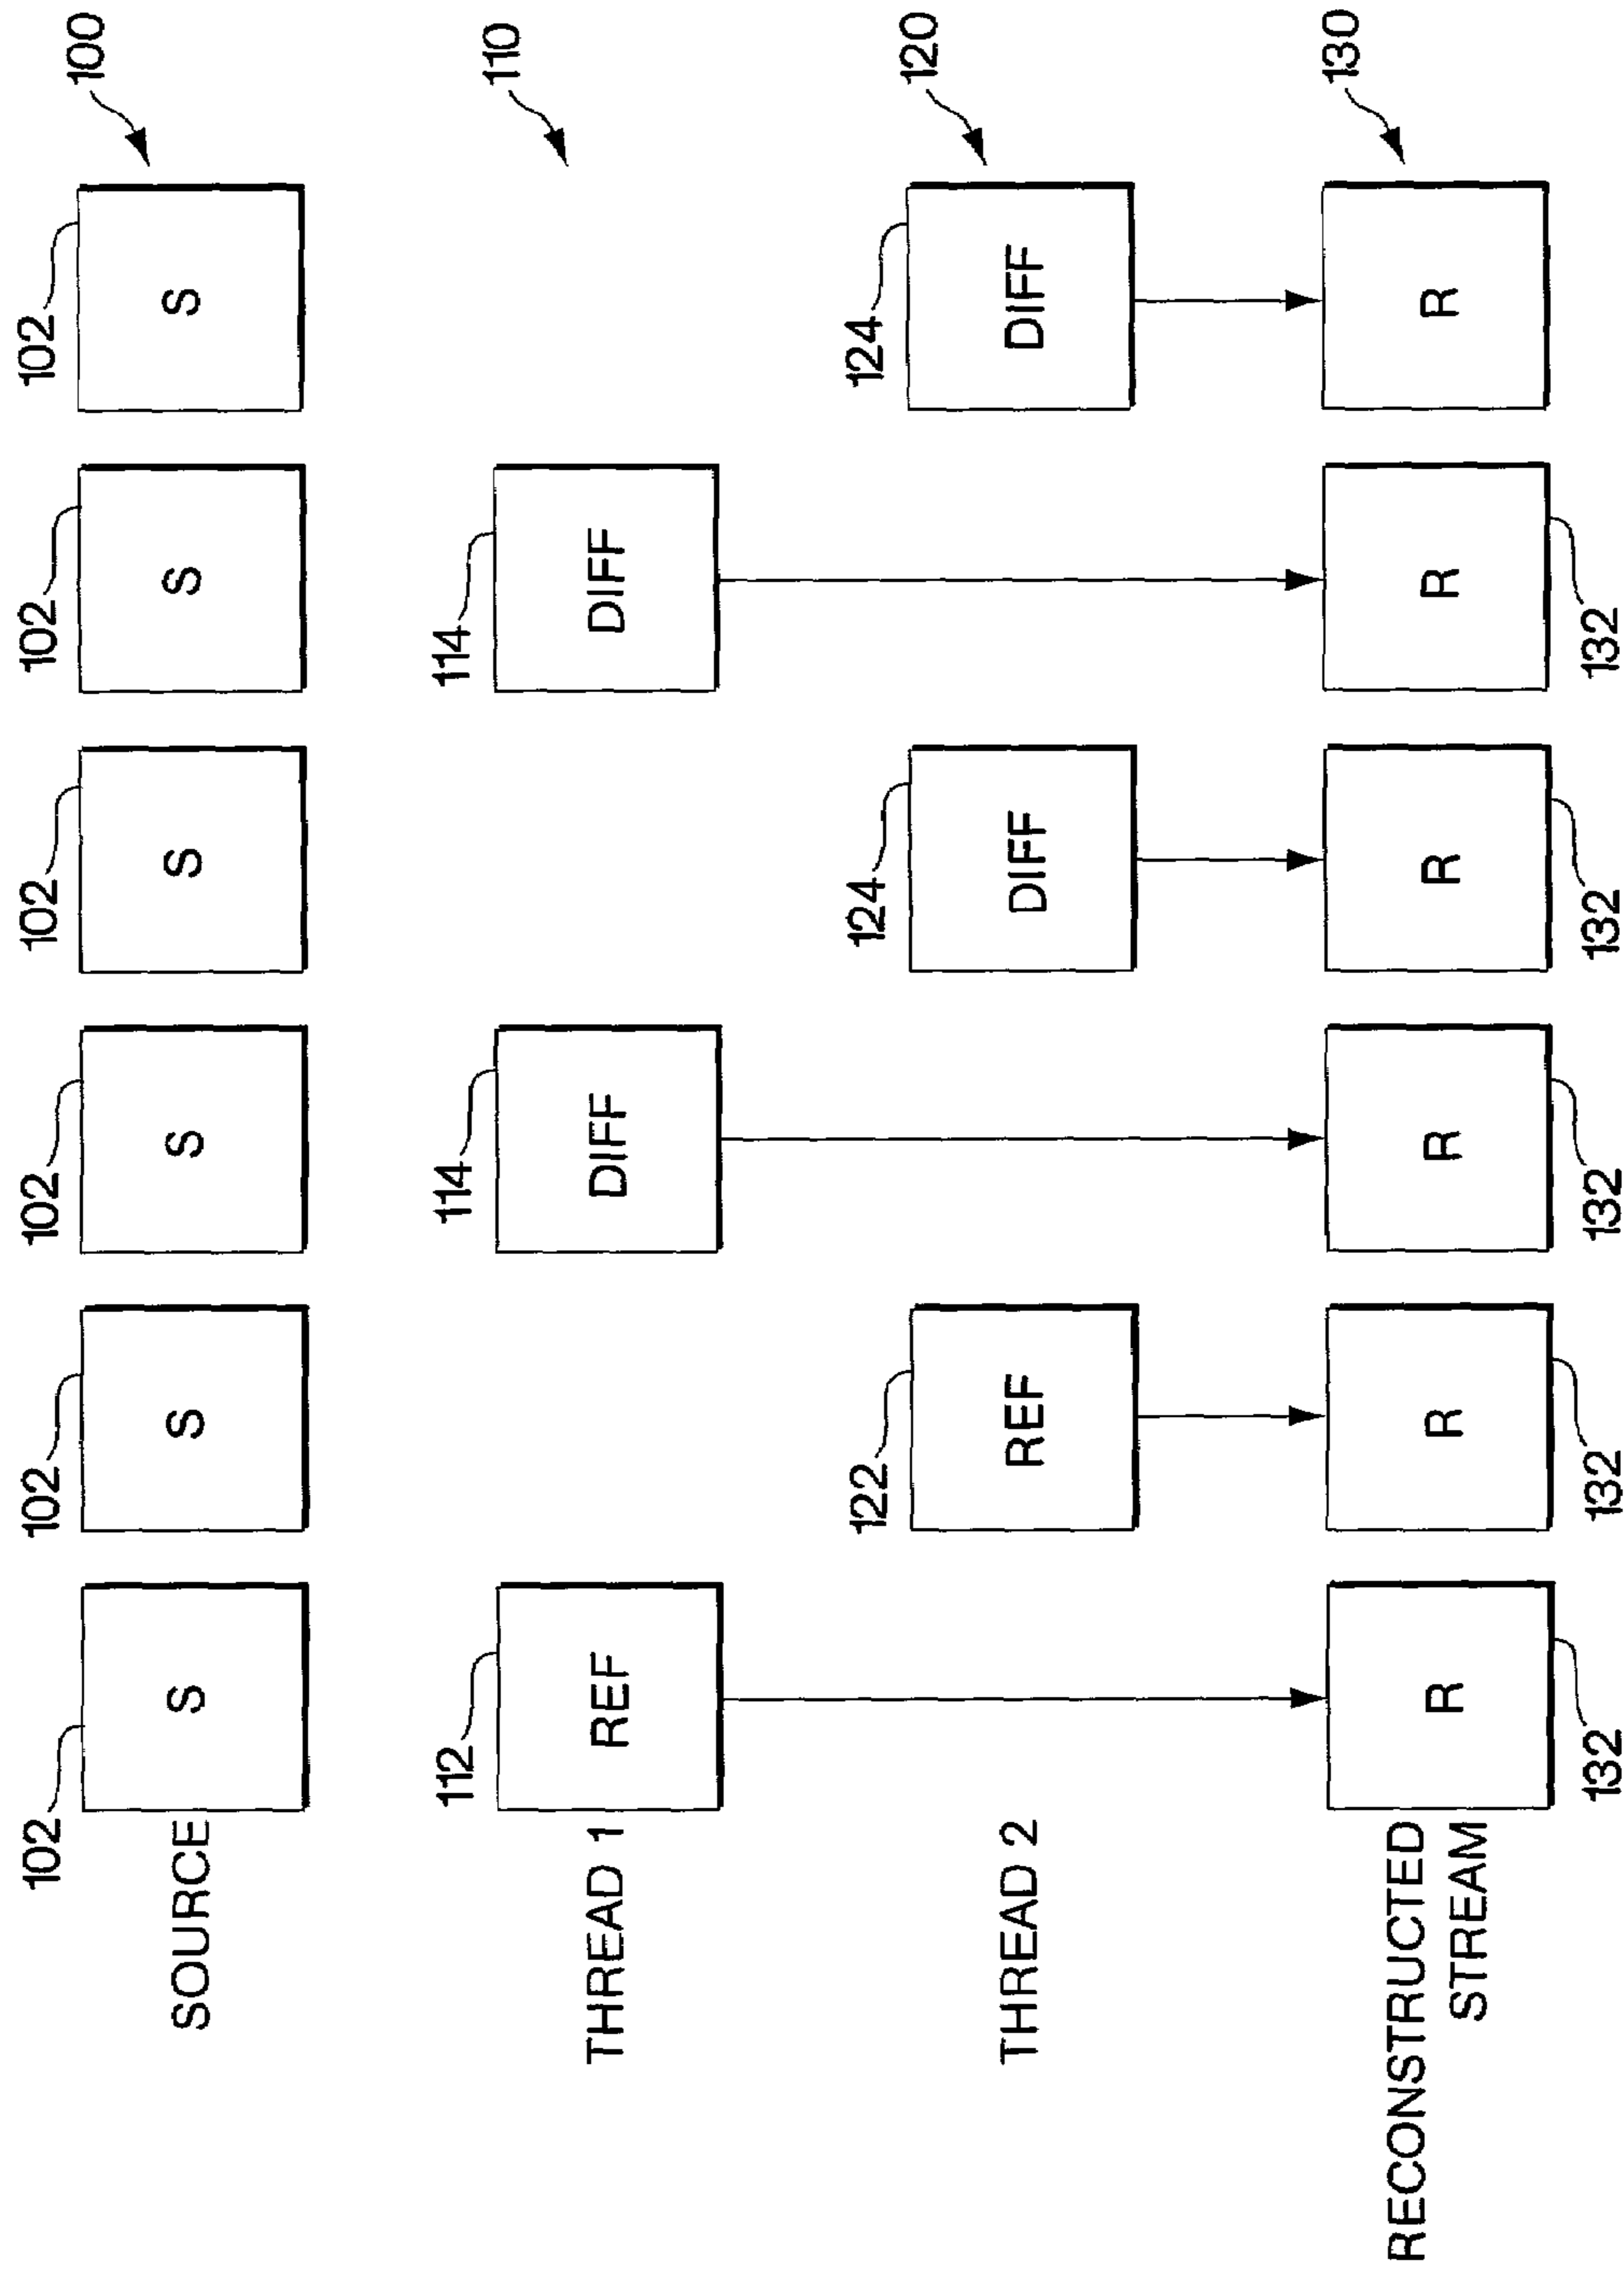 102 102 102 102 102 102 100
SOURCE S S S S S S
112 114 114 110
THREAD 1 REF DIFF DIFF
122 124 124 120
THREAD 2 REF DIFF DIFF
130
RECONSTRUCTED
STREAM
R R R R R R
132 132 132 132 132